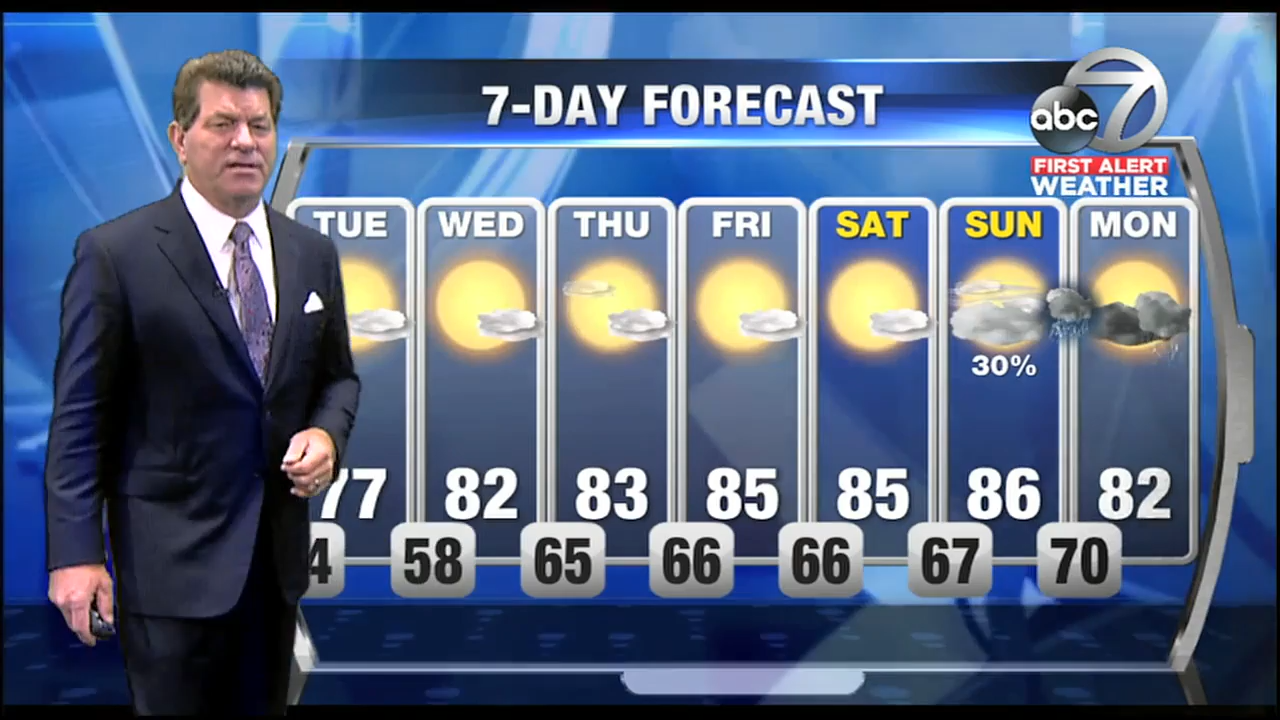 7-DAY FORECAST
abc 7
FIRST ALERT
WEATHER
TUE WED THU FRI SAT SUN MON
30%
77 82 83 85 85 86 82
4 58 65 66 66 67 70